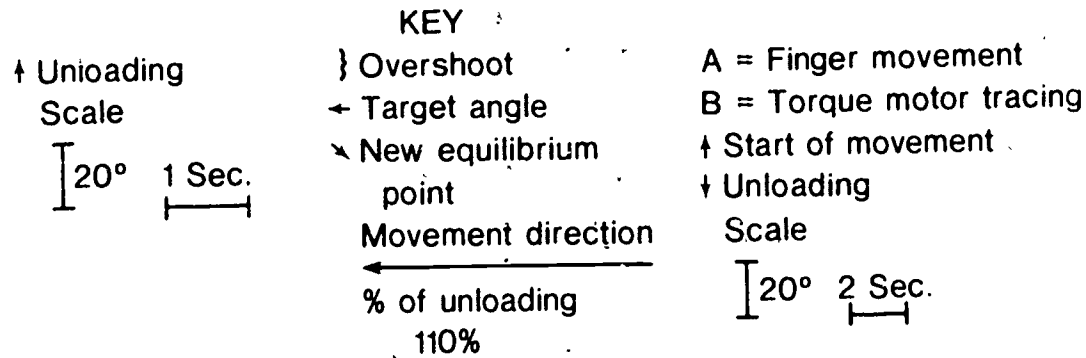 KEY
↑ Unioading
Scale
20° 1 Sec.
} Overshoot
← Target angle
↘ New equilibrium
point
Movement direction
% of unloading
110%
A = Finger movement
B = Torque motor tracing
↑ Start of movement
↓ Unloading
Scale
20° 2 Sec.